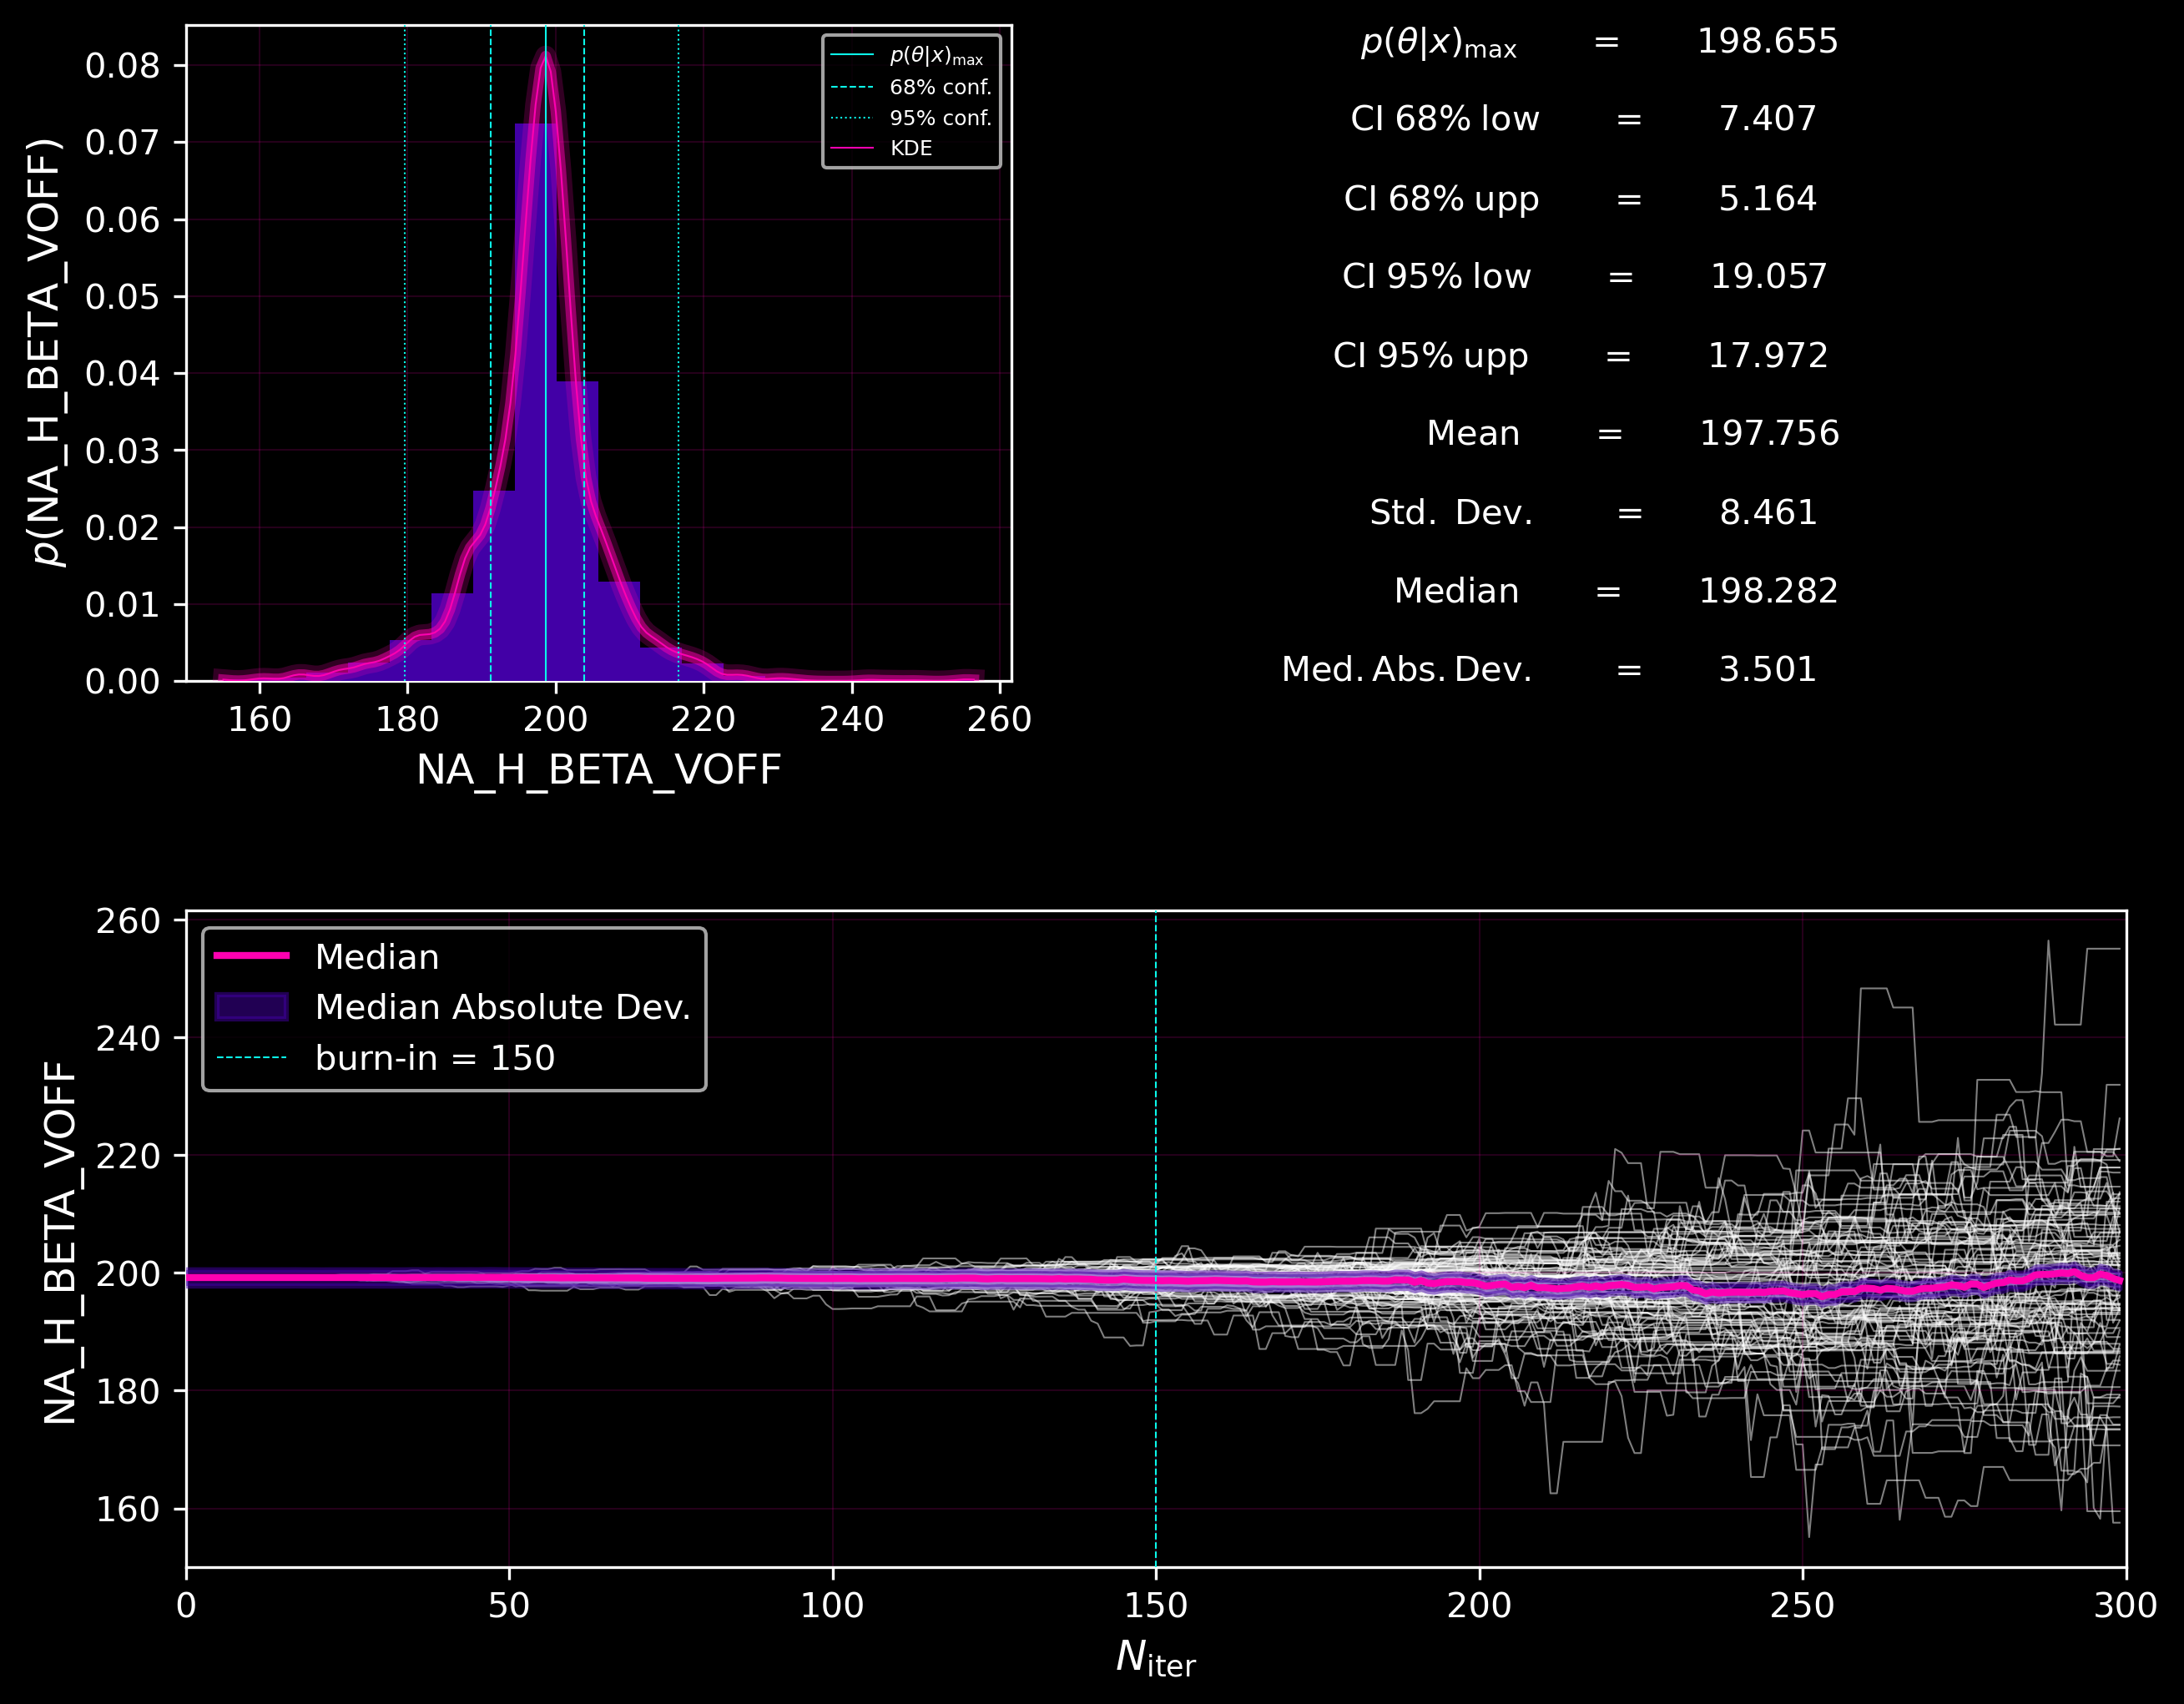 p(NA_H_BETA_VOFF)
0.08
0.07
0.06
0.05
0.04
0.03
0.02
0.01
0.00
160 180 200 220 240 260
NA_H_BETA_VOFF
p(θ|x)max
68% conf.
95% conf.
KDE
p(θ|x)max = 198.655
CI 68% low = 7.407
CI 68% upp = 5.164
CI 95% low = 19.057
CI 95% upp = 17.972
Mean = 197.756
Std. Dev. = 8.461
Median = 198.282
Med. Abs. Dev. = 3.501
NA_H_BETA_VOFF
260
240
220
200
180
160
Median
Median Absolute Dev.
burn-in = 150
0 50 100 150 200 250 300
Niter